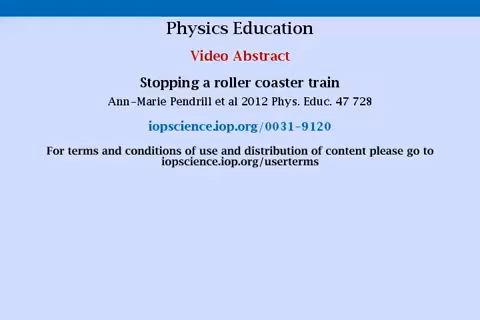 Physics Education
Video Abstract
Stopping a roller coaster train
Ann-Marie Pendrill et al 2012 Phys. Educ. 47 728
iopscience.iop.org/0031-9120
For terms and conditions of use and distribution of content please go to
iopscience.iop.org/userterms